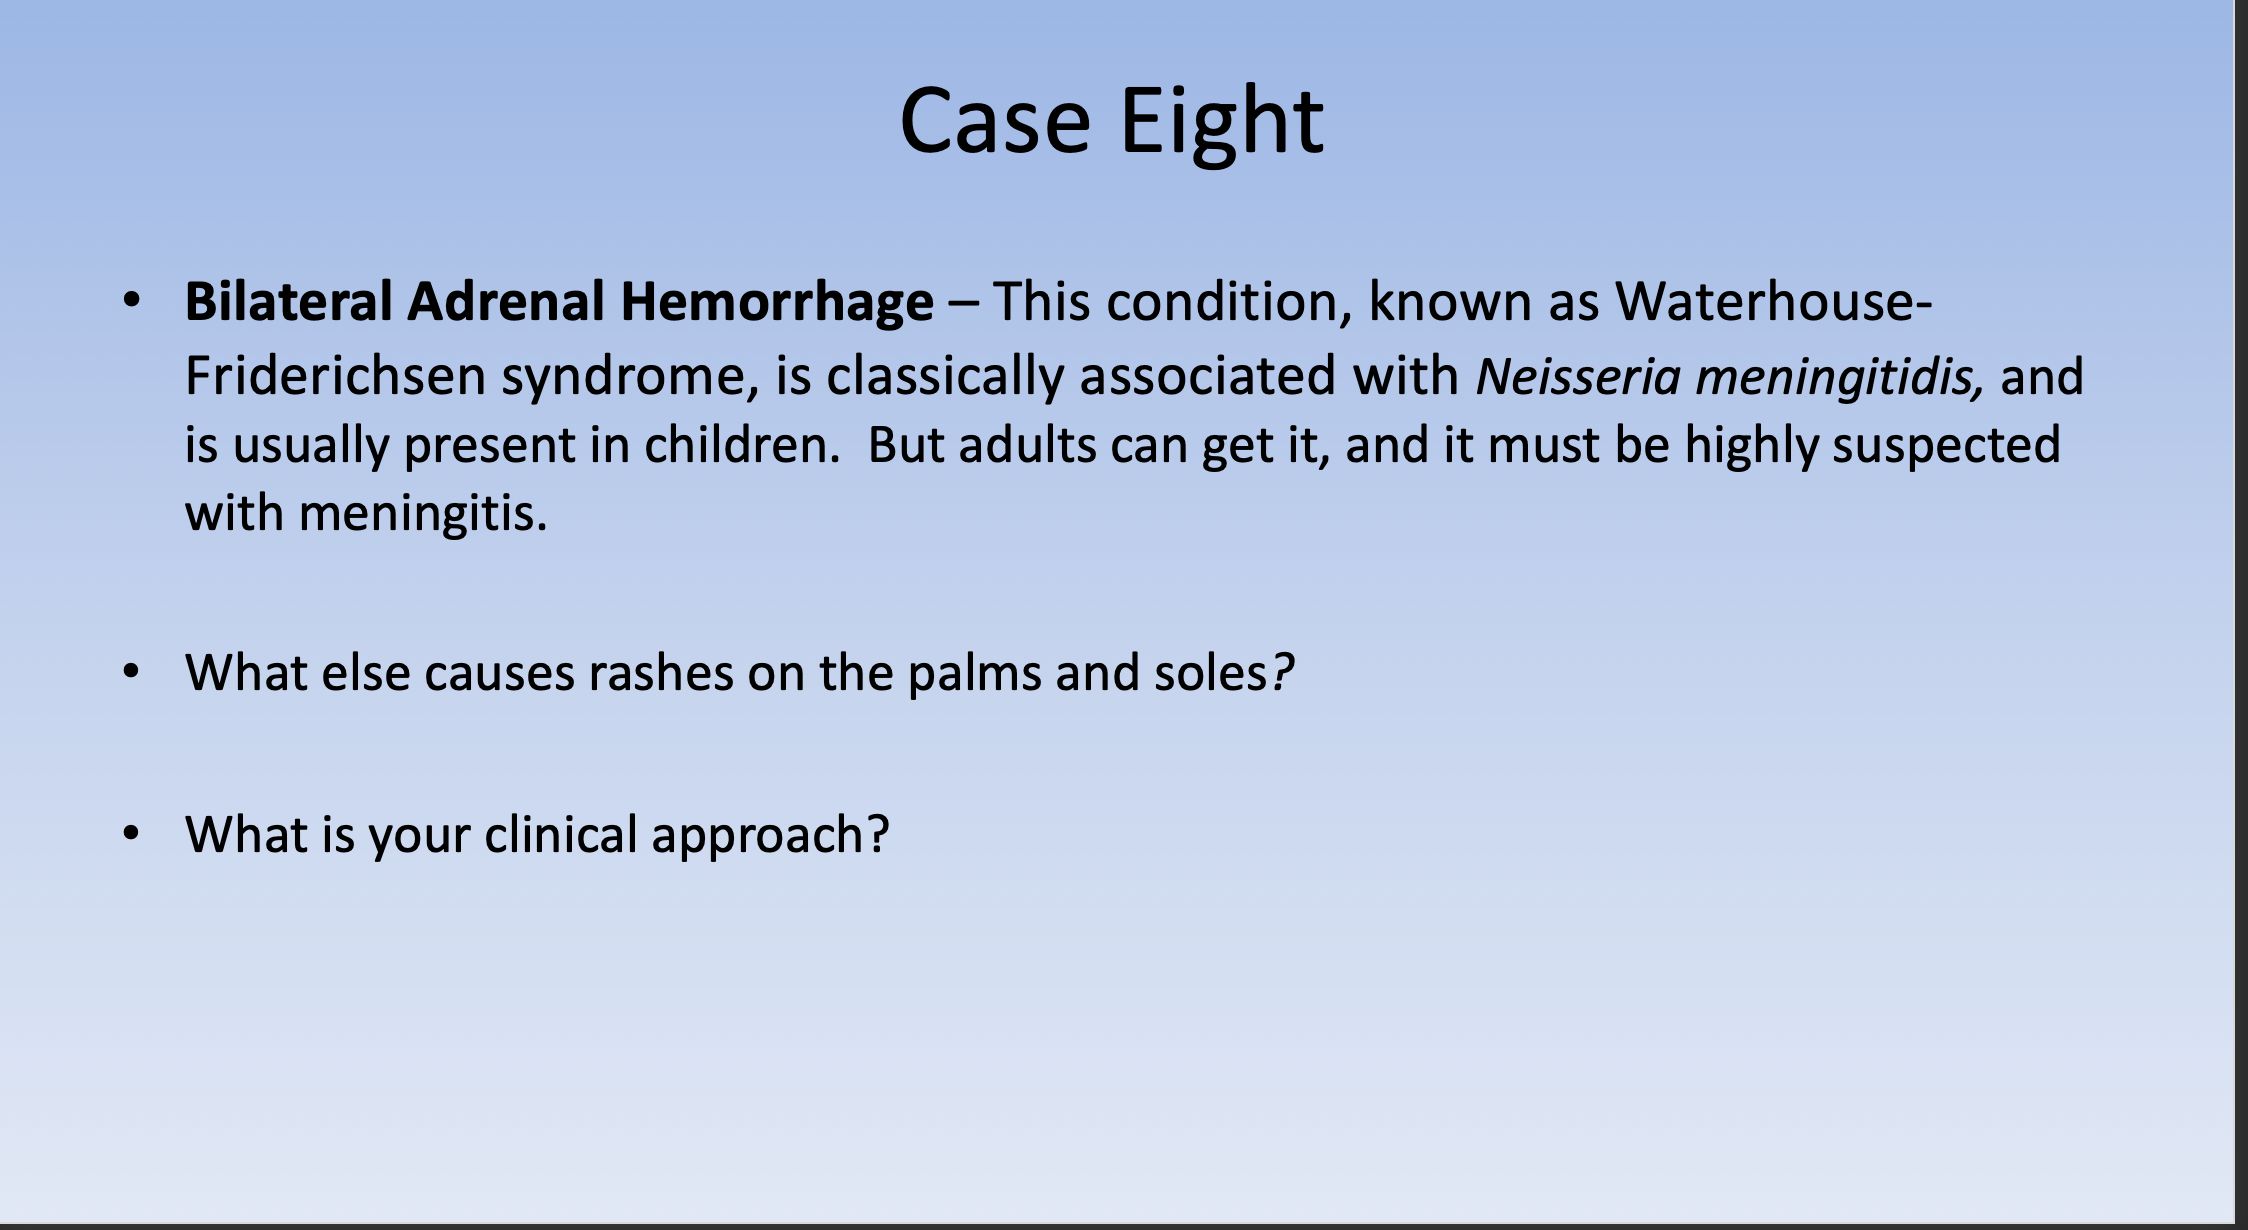 Case Eight
• Bilateral Adrenal Hemorrhage – This condition, known as Waterhouse-
Friderichsen syndrome, is classically associated with Neisseria meningitidis, and
is usually present in children.  But adults can get it, and it must be highly suspected
with meningitis.
• What else causes rashes on the palms and soles?
• What is your clinical approach?